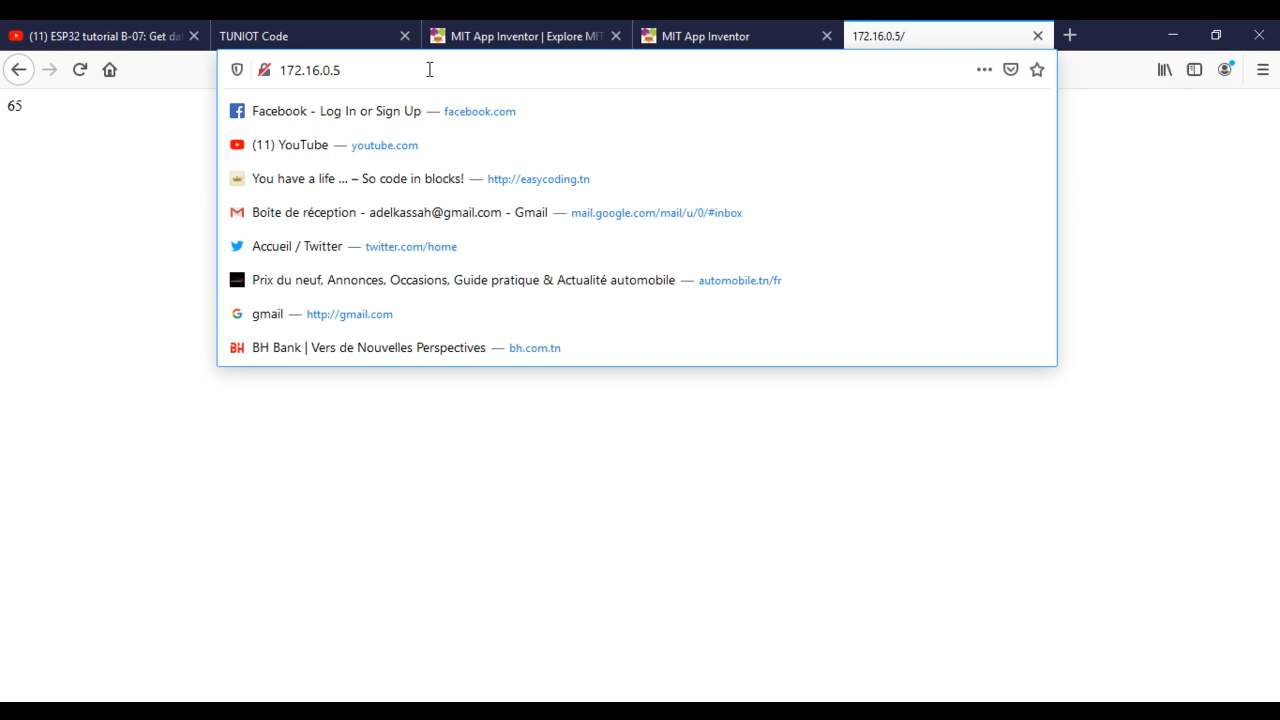 (11) ESP32 tutorial B-07: Get da
TUNIOT Code
MIT App Inventor | Explore MIT
MIT App Inventor
172.16.0.5/
172.16.0.5
65
Facebook - Log In or Sign Up — facebook.com
(11) YouTube — youtube.com
You have a life ... – So code in blocks! — http://easycoding.tn
Boîte de réception - adelkassah@gmail.com - Gmail — mail.google.com/mail/u/0/#inbox
Accueil / Twitter — twitter.com/home
Prix du neuf, Annonces, Occasions, Guide pratique & Actualité automobile — automobile.tn/fr
gmail — http://gmail.com
BH Bank | Vers de Nouvelles Perspectives — bh.com.tn